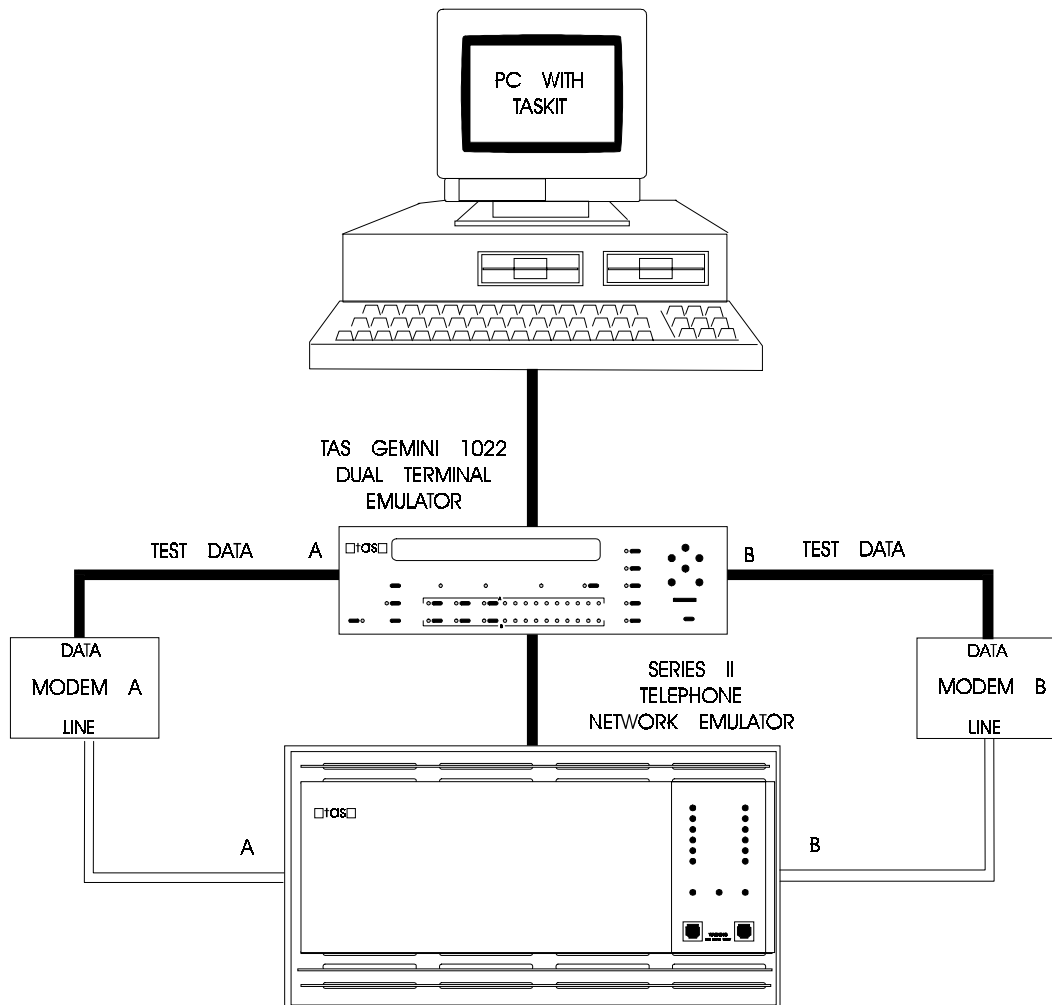 PC WITH
TASKIT
TAS GEMINI 1022
DUAL TERMINAL
EMULATOR
TEST DATA
A
tas
B
TEST DATA
A
B
DATA
MODEM A
LINE
SERIES II
TELEPHONE
NETWORK EMULATOR
DATA
MODEM B
LINE
tas
A
B